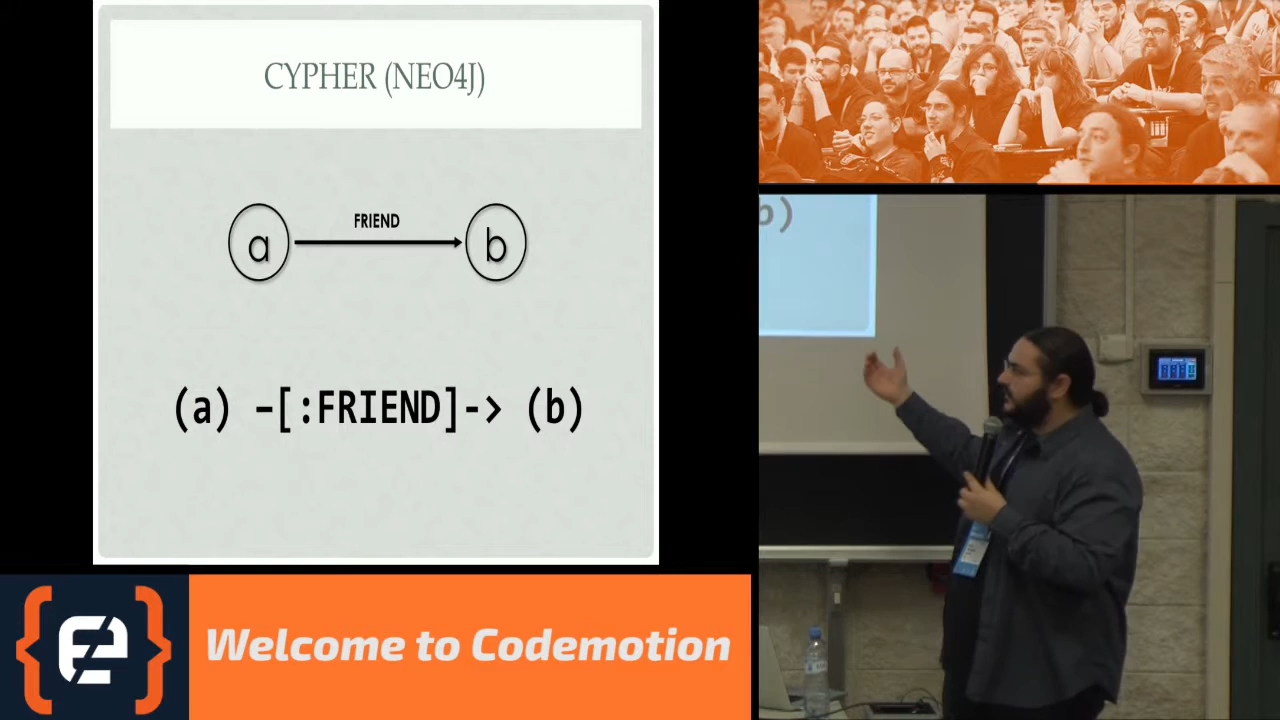 CYPHER (NEO4J)
FRIEND
a
b
(a) –[:FRIEND]-> (b)
b)
Welcome to Codemotion